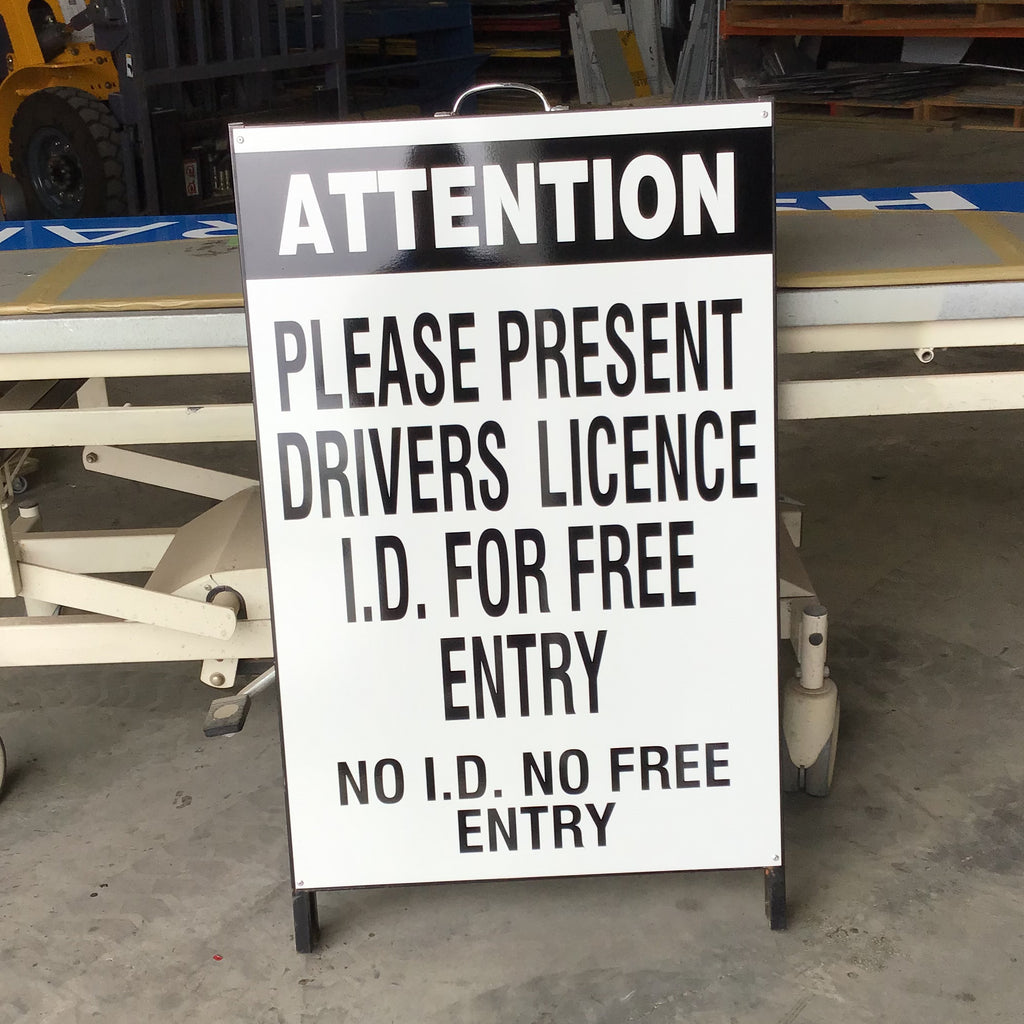 ATTENTION
PLEASE PRESENT
DRIVERS LICENCE
I.D. FOR FREE
ENTRY
NO I.D. NO FREE
ENTRY